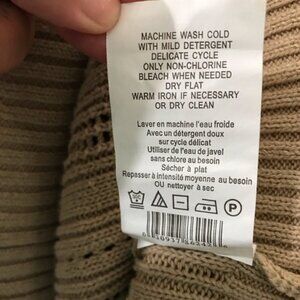 MACHINE WASH COLD
WITH MILD DETERGENT
DELICATE CYCLE
ONLY NON-CHLORINE
BLEACH WHEN NEEDED
DRY FLAT
WARM IRON IF NECESSARY
OR DRY CLEAN
Laver en machine l'eau froide
Avec un détergent doux
sur cycle délicat
Utiliser de l'eau de javel
sans chlore au besoin
Sécher à plat
Repasser à intensité moyenne au besoin
OU nettoyer à sec
P